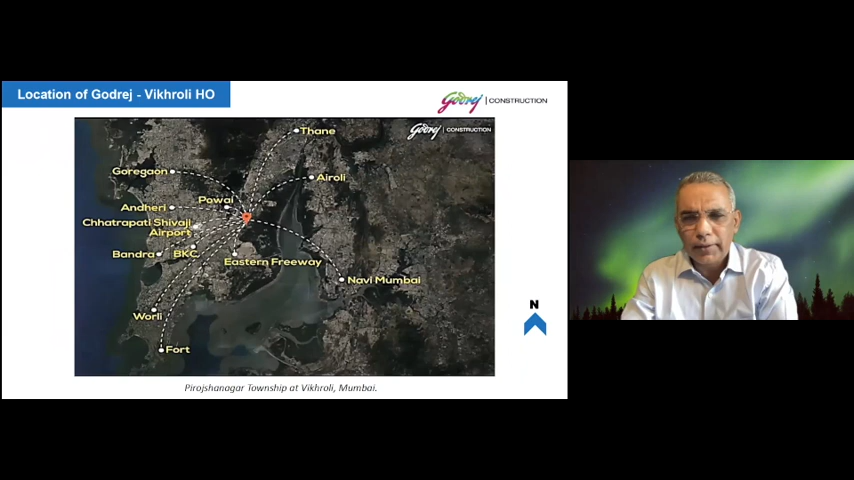 Location of Godrej - Vikhroli HO
Godrej | CONSTRUCTION
Godrej | CONSTRUCTION
Thane
Goregaon
Airoli
Powai
Andheri
Chhatrapati Shivaji
Airport
Bandra
BKC
Eastern Freeway
Navi Mumbai
Worli
Fort
N
Pirojshanagar Township at Vikhroli, Mumbai.